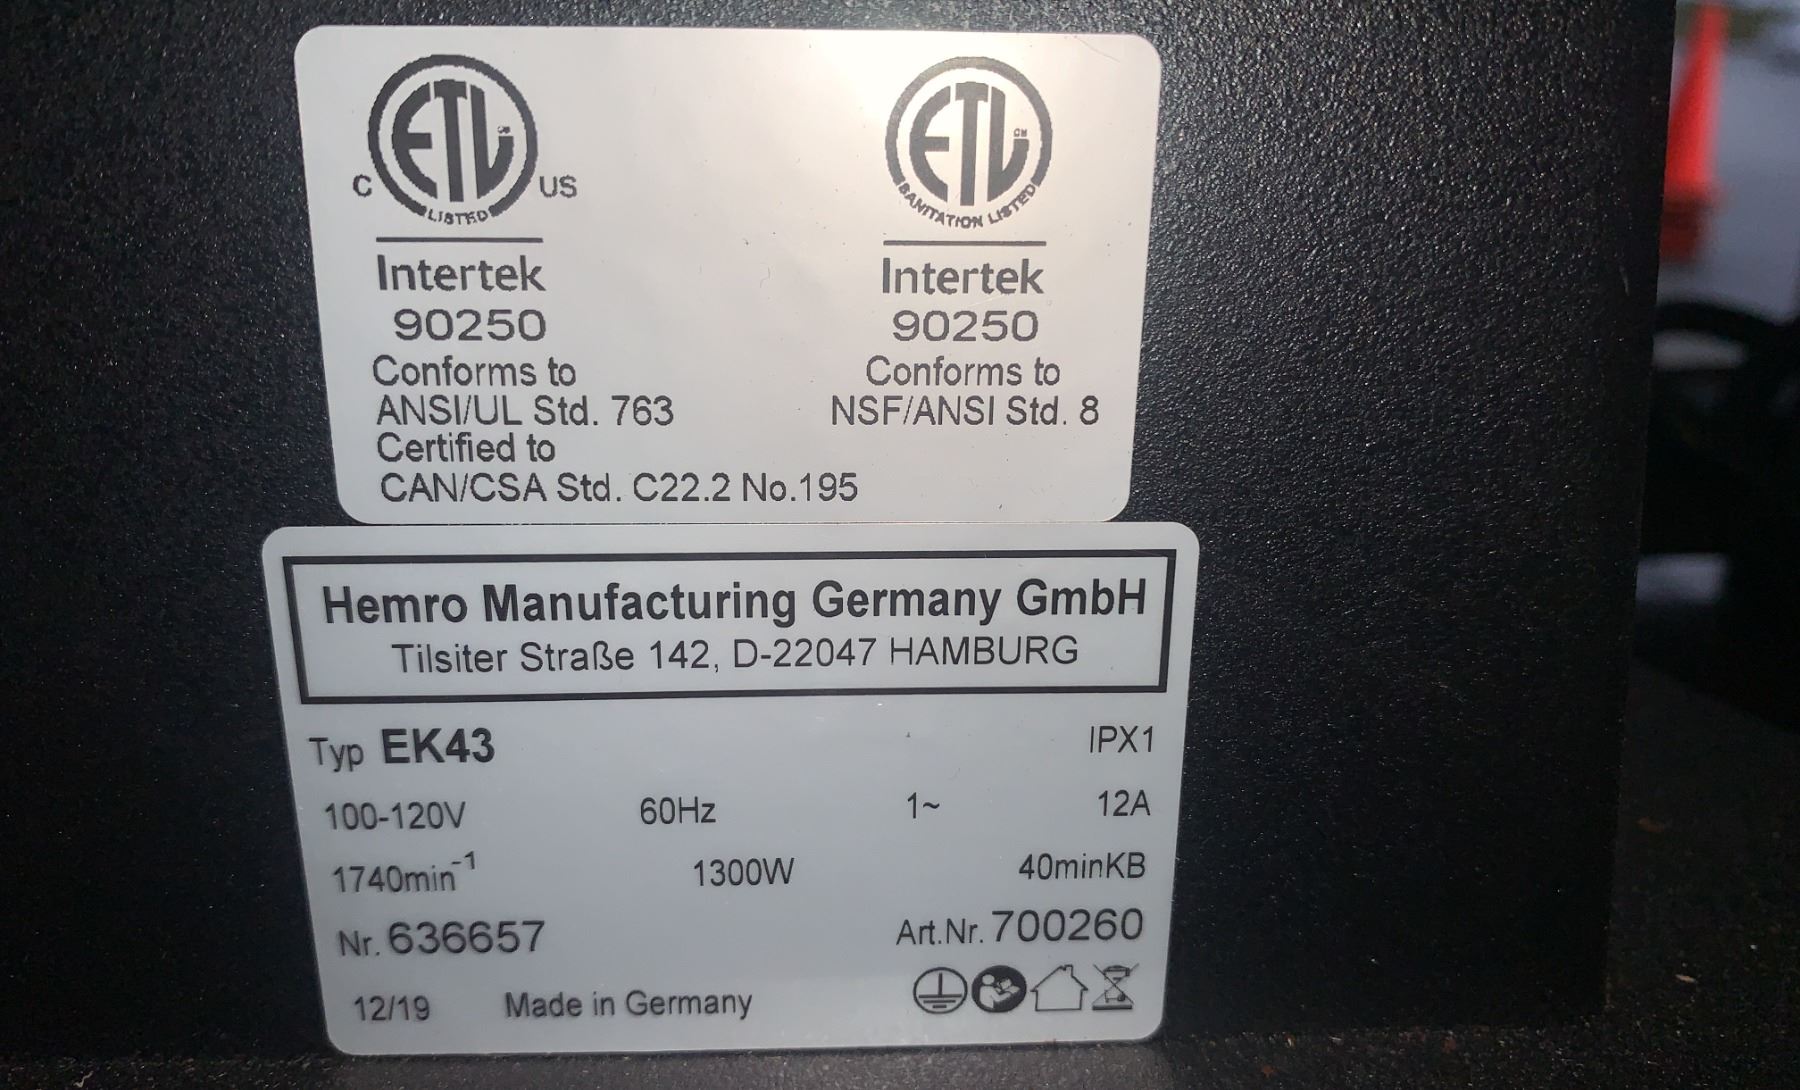 ETL CM
C US
LISTED
Intertek
90250
Conforms to
ANSI/UL Std. 763
Certified to
CAN/CSA Std. C22.2 No.195
ETL CM
SANITATION LISTED
Intertek
90250
Conforms to
NSF/ANSI Std. 8
Hemro Manufacturing Germany GmbH
Tilsiter Straße 142, D-22047 HAMBURG
Typ EK43 IPX1
100-120V 60Hz 1~ 12A
1740min⁻¹ 1300W 40minKB
Nr. 636657 Art.Nr. 700260
12/19 Made in Germany